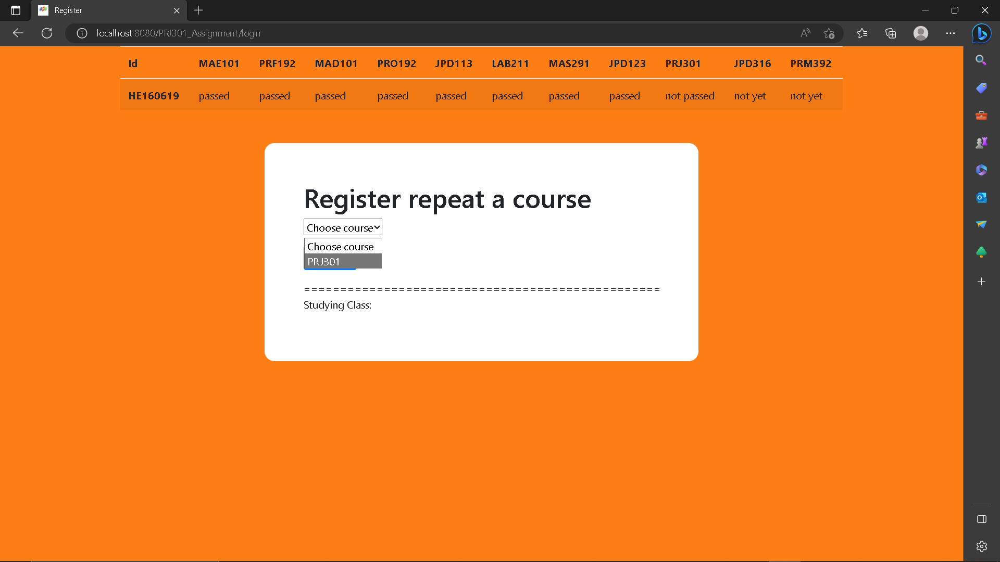 Register
localhost:8080/PRJ301_Assignment/login
Id MAE101 PRF192 MAD101 PRO192 JPD113 LAB211 MAS291 JPD123 PRJ301 JPD316 PRM392
HE160619 passed passed passed passed passed passed passed passed not passed not yet not yet
Register repeat a course
Choose course
Choose course
PRJ301
=================================================
Studying Class: